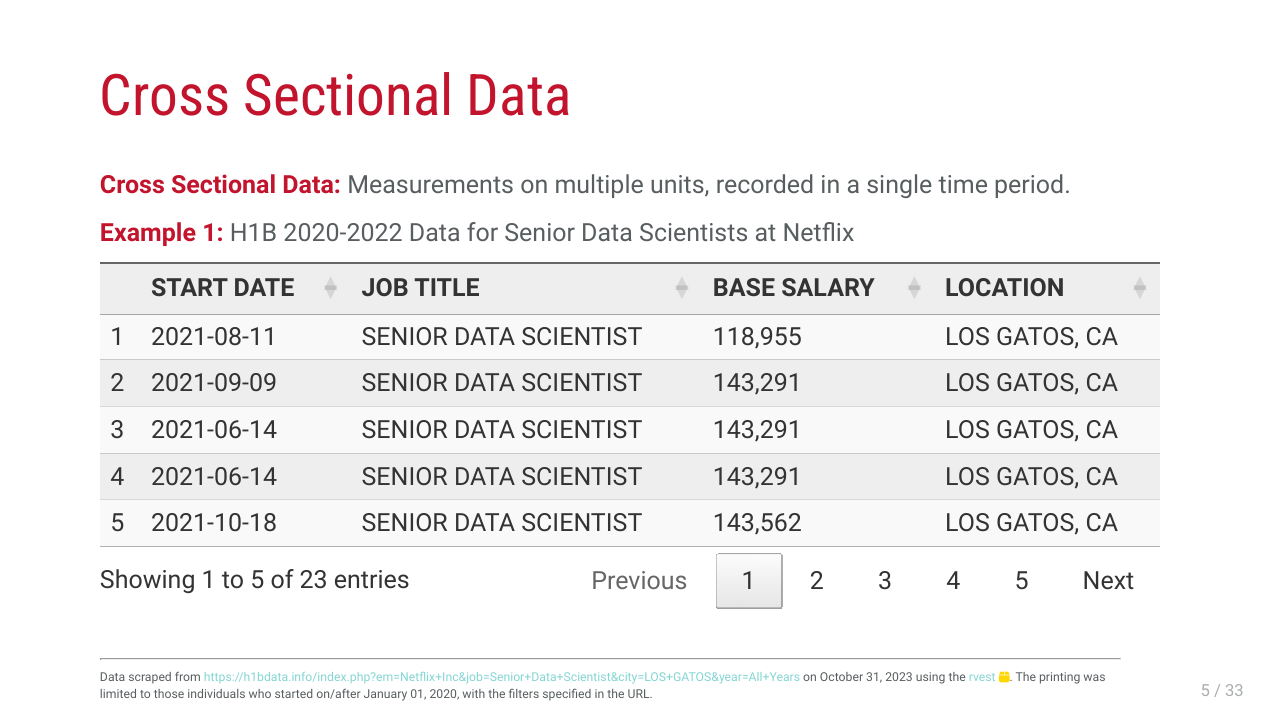 Cross Sectional Data
Cross Sectional Data: Measurements on multiple units, recorded in a single time period.
Example 1: H1B 2020-2022 Data for Senior Data Scientists at Netflix
START DATE JOB TITLE BASE SALARY LOCATION
1 2021-08-11 SENIOR DATA SCIENTIST 118,955 LOS GATOS, CA
2 2021-09-09 SENIOR DATA SCIENTIST 143,291 LOS GATOS, CA
3 2021-06-14 SENIOR DATA SCIENTIST 143,291 LOS GATOS, CA
4 2021-06-14 SENIOR DATA SCIENTIST 143,291 LOS GATOS, CA
5 2021-10-18 SENIOR DATA SCIENTIST 143,562 LOS GATOS, CA
Showing 1 to 5 of 23 entries Previous 1 2 3 4 5 Next
Data scraped from https://h1bdata.info/index.php?em=Netflix+Inc&job=Senior+Data+Scientist&city=LOS+GATOS&year=All+Years on October 31, 2023 using the rvest 📦. The printing was
limited to those individuals who started on/after January 01, 2020, with the filters specified in the URL.
5 / 33